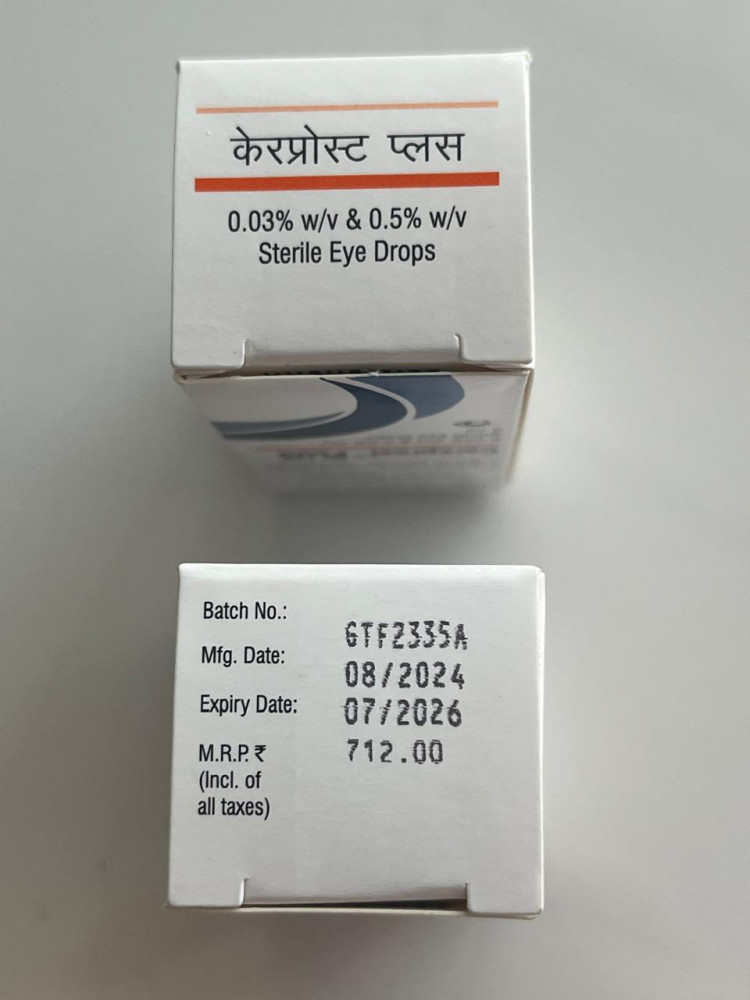 केरप्रोस्ट प्लस
0.03% w/v & 0.5% w/v
Sterile Eye Drops
Batch No.: GTF2335A
Mfg. Date: 08/2024
Expiry Date: 07/2026
M.R.P. ₹ 712.00
(Incl. of
all taxes)